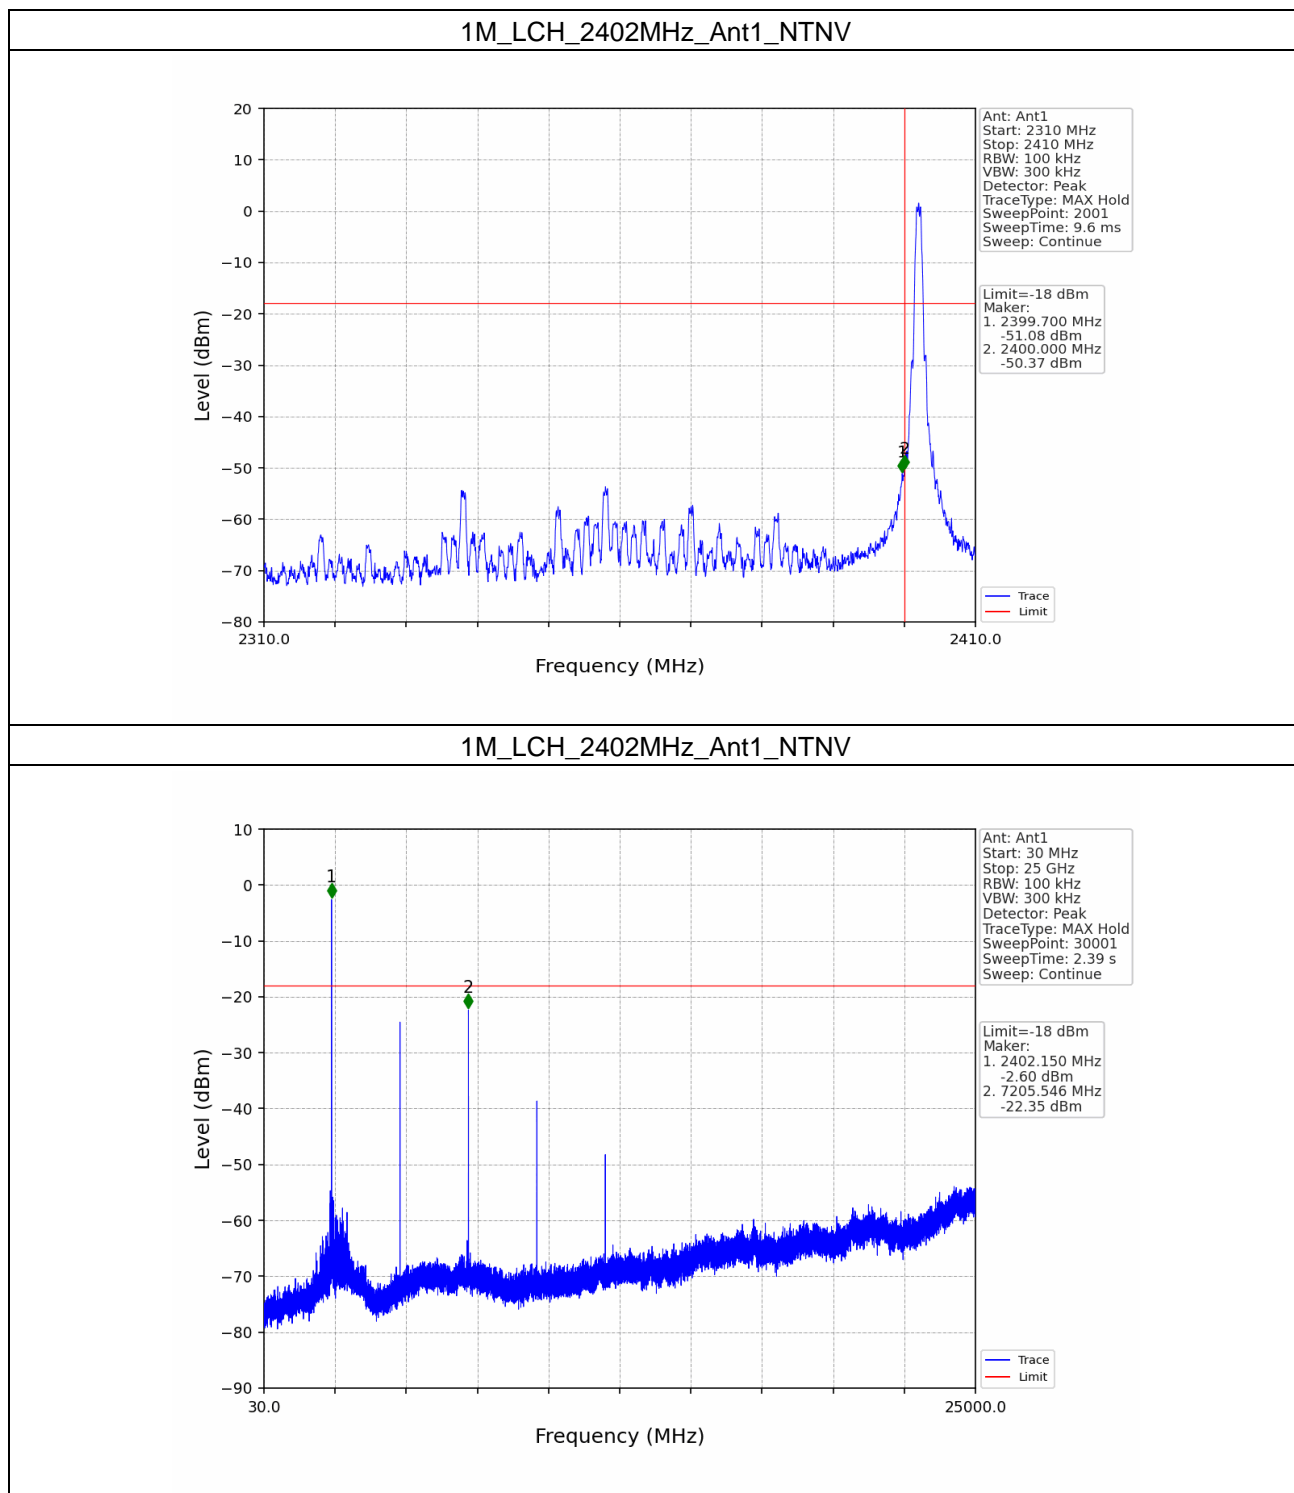 1M_LCH_2402MHz_Ant1_NTNV
20
10
0
−10
−20
−30
−40
−50
−60
−70
−80
Level (dBm)
2310.0
2410.0
Frequency (MHz)
1
2
Ant: Ant1
Start: 2310 MHz
Stop: 2410 MHz
RBW: 100 kHz
VBW: 300 kHz
Detector: Peak
TraceType: MAX Hold
SweepPoint: 2001
SweepTime: 9.6 ms
Sweep: Continue
Limit=-18 dBm
Maker:
1. 2399.700 MHz
-51.08 dBm
2. 2400.000 MHz
-50.37 dBm
Trace
Limit
1M_LCH_2402MHz_Ant1_NTNV
10
0
−10
−20
−30
−40
−50
−60
−70
−80
−90
Level (dBm)
30.0
25000.0
Frequency (MHz)
1
2
Ant: Ant1
Start: 30 MHz
Stop: 25 GHz
RBW: 100 kHz
VBW: 300 kHz
Detector: Peak
TraceType: MAX Hold
SweepPoint: 30001
SweepTime: 2.39 s
Sweep: Continue
Limit=-18 dBm
Maker:
1. 2402.150 MHz
-2.60 dBm
2. 7205.546 MHz
-22.35 dBm
Trace
Limit